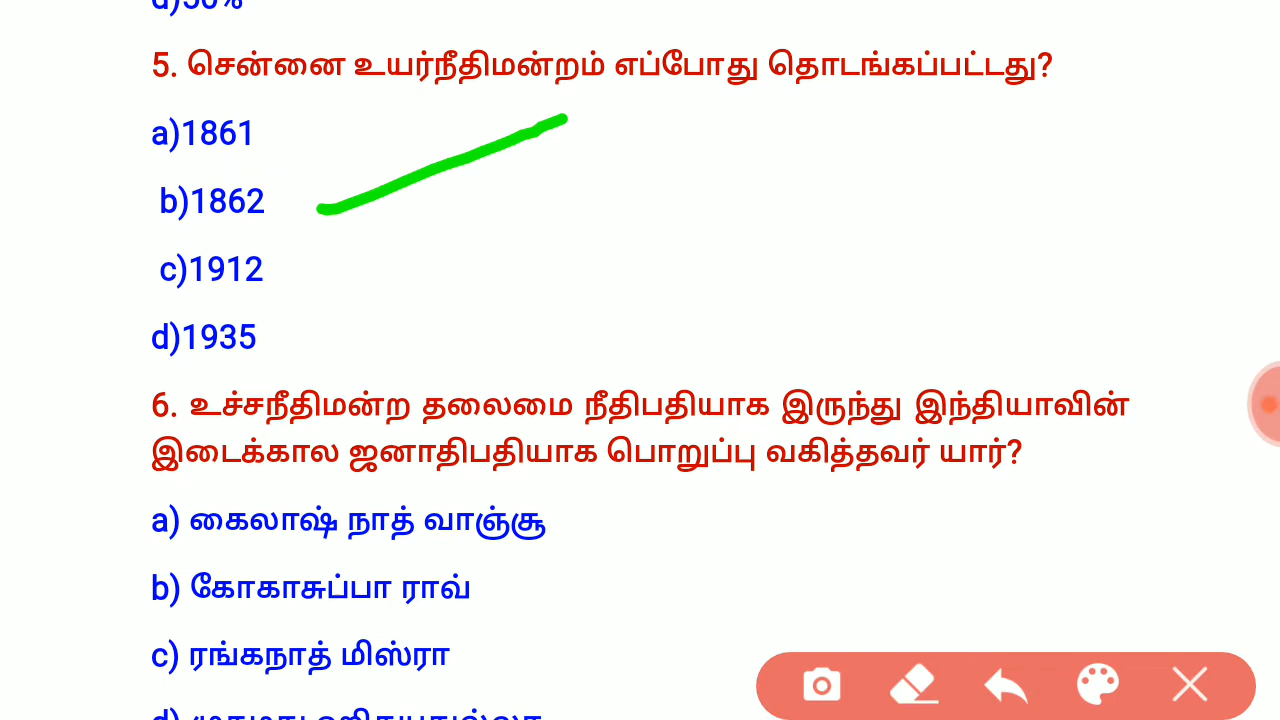 d)50%
5. சென்னை உயர்நீதிமன்றம் எப்போது தொடங்கப்பட்டது?
a)1861
b)1862
c)1912
d)1935
6. உச்சநீதிமன்ற தலைமை நீதிபதியாக இருந்து இந்தியாவின்
இடைக்கால ஜனாதிபதியாக பொறுப்பு வகித்தவர் யார்?
a) கைலாஷ் நாத் வாஞ்சூ
b) கோகாசுப்பா ராவ்
c) ரங்கநாத் மிஸ்ரா
d)